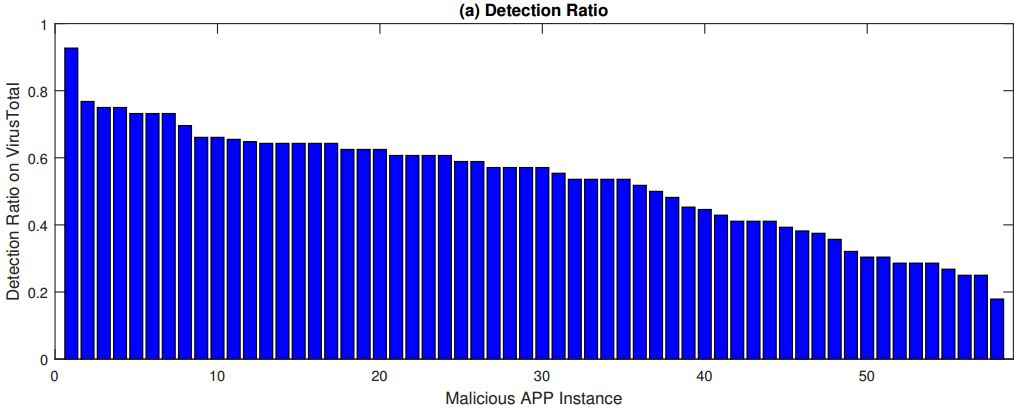 (a) Detection Ratio
Detection Ratio on VirusTotal
1
0.8
0.6
0.4
0.2
0
0 10 20 30 40 50
Malicious APP Instance